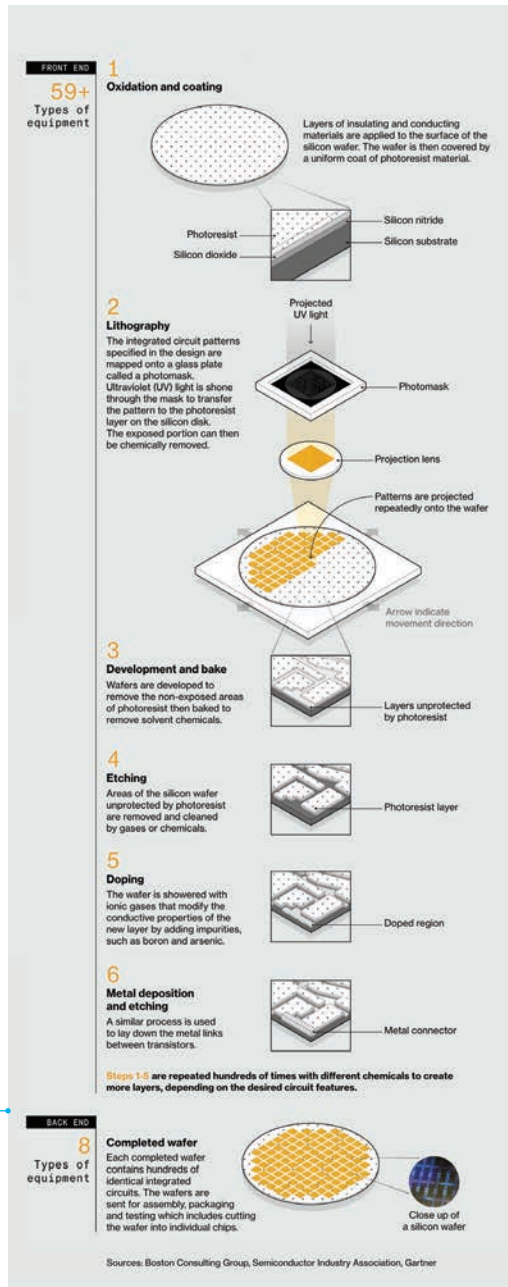 FRONT END
59+
Types of
equipment
1
Oxidation and coating
Layers of insulating and conducting
materials are applied to the surface of the
silicon wafer. The wafer is then covered by
a uniform coat of photoresist material.
Photoresist
Silicon dioxide
Silicon nitride
Silicon substrate
2
Lithography
The integrated circuit patterns
specified in the design are
mapped onto a glass plate
called a photomask.
Ultraviolet (UV) light is shone
through the mask to transfer
the pattern to the photoresist
layer on the silicon disk.
The exposed portion can then
be chemically removed.
Projected
UV light
Photomask
Projection lens
Patterns are projected
repeatedly onto the wafer
Arrow indicate
movement direction
3
Development and bake
Wafers are developed to
remove the non-exposed areas
of photoresist then baked to
remove solvent chemicals.
Layers unprotected
by photoresist
4
Etching
Areas of the silicon wafer
unprotected by photoresist
are removed and cleaned
by gases or chemicals.
Photoresist layer
5
Doping
The wafer is showered with
ionic gases that modify the
conductive properties of the
new layer by adding impurities,
such as boron and arsenic.
Doped region
6
Metal deposition
and etching
A similar process is used
to lay down the metal links
between transistors.
Metal connector
Steps 1-5 are repeated hundreds of times with different chemicals to create
more layers, depending on the desired circuit features.
BACK END
8
Types of
equipment
Completed wafer
Each completed wafer
contains hundreds of
identical integrated
circuits. The wafers are
sent for assembly, packaging
and testing which includes cutting
the wafer into individual chips.
Close up of
a silicon wafer
Sources: Boston Consulting Group, Semiconductor Industry Association, Gartner